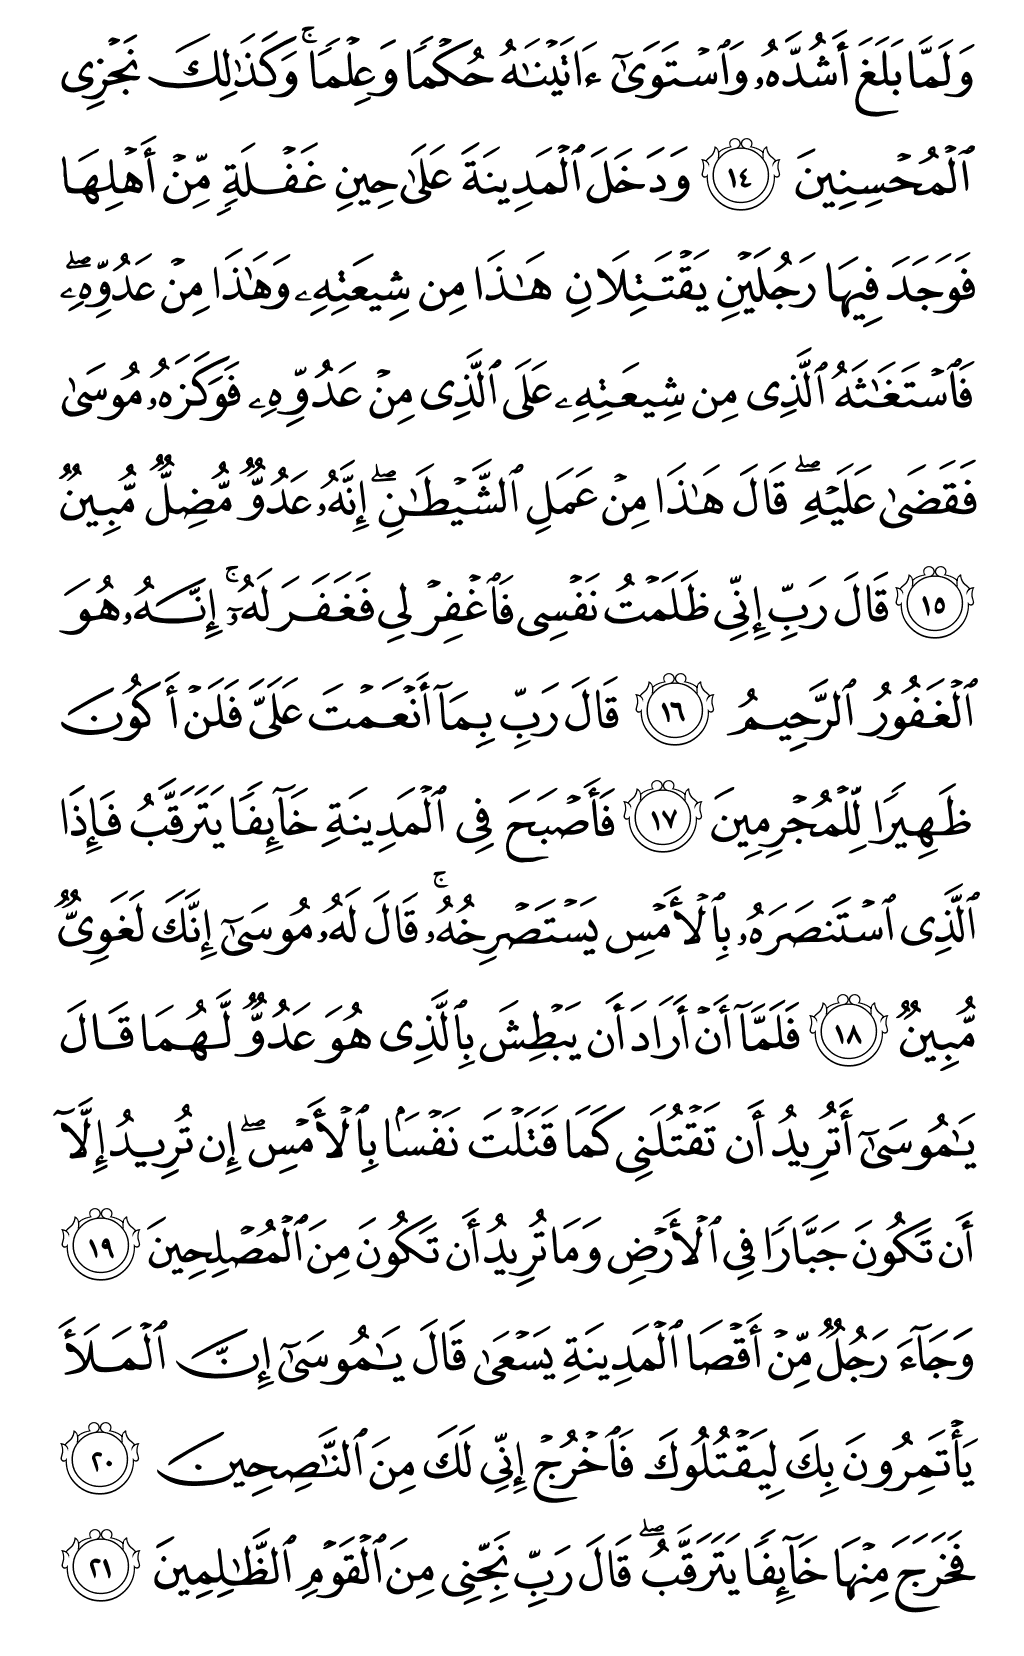 وَلَمَّا بَلَغَ أَشُدَّهُۥ وَٱسۡتَوَىٰٓ ءَاتَيۡنَٰهُ حُكۡمٗا وَعِلۡمٗاۚ وَكَذَٰلِكَ نَجۡزِي
ٱلۡمُحۡسِنِينَ ١٤ وَدَخَلَ ٱلۡمَدِينَةَ عَلَىٰ حِينِ غَفۡلَةٖ مِّنۡ أَهۡلِهَا
فَوَجَدَ فِيهَا رَجُلَيۡنِ يَقۡتَتِلَانِ هَٰذَا مِن شِيعَتِهِۦ وَهَٰذَا مِنۡ عَدُوِّهِۦۖ
فَٱسۡتَغَٰثَهُ ٱلَّذِي مِن شِيعَتِهِۦ عَلَى ٱلَّذِي مِنۡ عَدُوِّهِۦ فَوَكَزَهُۥ مُوسَىٰ
فَقَضَىٰ عَلَيۡهِۖ قَالَ هَٰذَا مِنۡ عَمَلِ ٱلشَّيۡطَٰنِۖ إِنَّهُۥ عَدُوّٞ مُّضِلّٞ مُّبِينٞ
١٥ قَالَ رَبِّ إِنِّي ظَلَمۡتُ نَفۡسِي فَٱغۡفِرۡ لِي فَغَفَرَ لَهُۥٓۚ إِنَّهُۥ هُوَ
ٱلۡغَفُورُ ٱلرَّحِيمُ ١٦ قَالَ رَبِّ بِمَآ أَنۡعَمۡتَ عَلَيَّ فَلَنۡ أَكُونَ
ظَهِيرٗا لِّلۡمُجۡرِمِينَ ١٧ فَأَصۡبَحَ فِي ٱلۡمَدِينَةِ خَآئِفٗا يَتَرَقَّبُ فَإِذَا
ٱلَّذِي ٱسۡتَنصَرَهُۥ بِٱلۡأَمۡسِ يَسۡتَصۡرِخُهُۥۚ قَالَ لَهُۥ مُوسَىٰٓ إِنَّكَ لَغَوِيّٞ
مُّبِينٞ ١٨ فَلَمَّآ أَنۡ أَرَادَ أَن يَبۡطِشَ بِٱلَّذِي هُوَ عَدُوّٞ لَّهُمَا قَالَ
يَٰمُوسَىٰٓ أَتُرِيدُ أَن تَقۡتُلَنِي كَمَا قَتَلۡتَ نَفۡسَۢا بِٱلۡأَمۡسِۖ إِن تُرِيدُ إِلَّآ
أَن تَكُونَ جَبَّارٗا فِي ٱلۡأَرۡضِ وَمَا تُرِيدُ أَن تَكُونَ مِنَ ٱلۡمُصۡلِحِينَ ١٩
وَجَآءَ رَجُلٞ مِّنۡ أَقۡصَا ٱلۡمَدِينَةِ يَسۡعَىٰ قَالَ يَٰمُوسَىٰٓ إِنَّ ٱلۡمَلَأَ
يَأۡتَمِرُونَ بِكَ لِيَقۡتُلُوكَ فَٱخۡرُجۡ إِنِّي لَكَ مِنَ ٱلنَّٰصِحِينَ ٢٠
فَخَرَجَ مِنۡهَا خَآئِفٗا يَتَرَقَّبُۖ قَالَ رَبِّ نَجِّنِي مِنَ ٱلۡقَوۡمِ ٱلظَّٰلِمِينَ ٢١